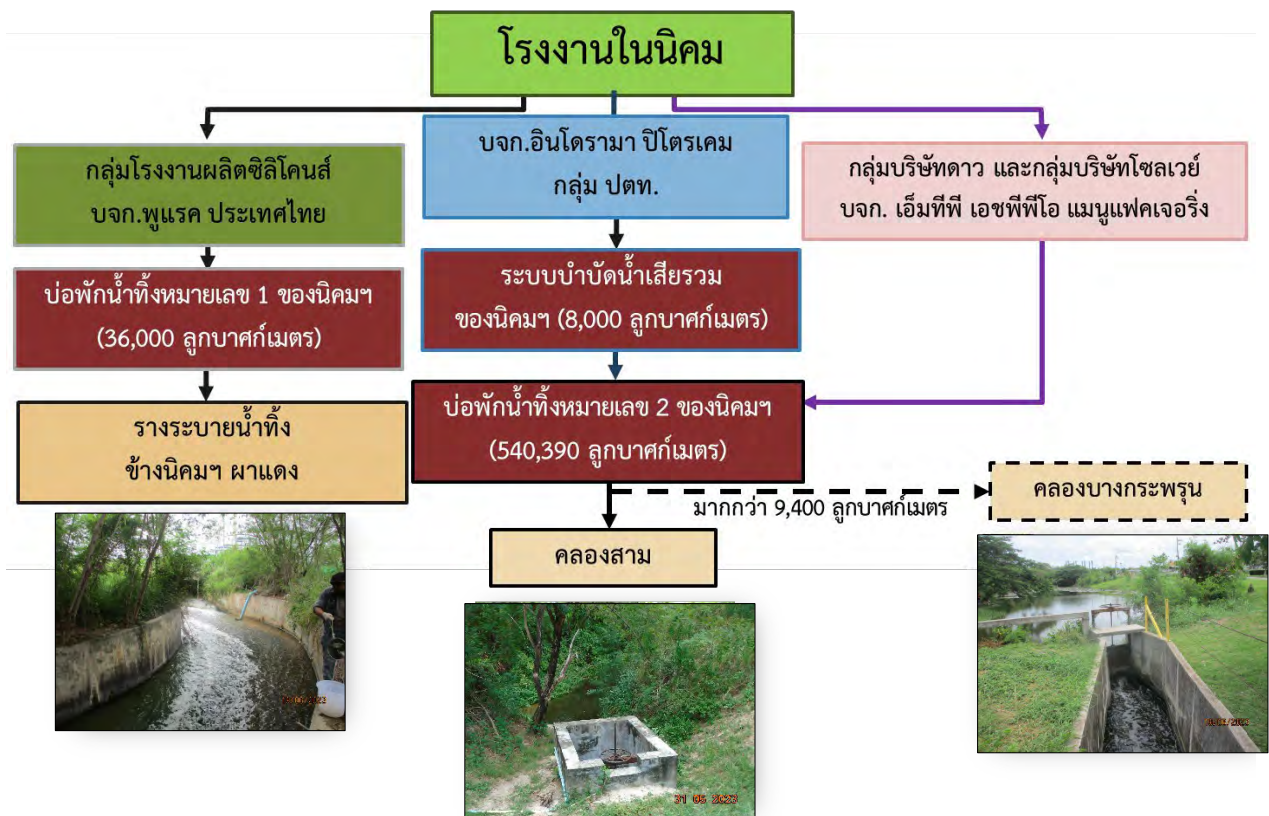 โรงงานในนิคม
กลุ่มโรงงานผลิตซิลิโคนส์
บจก.พูแรค ประเทศไทย
บจก.อินโดรามา ปิโตรเคม
กลุ่ม ปตท.
กลุ่มบริษัทดาว และกลุ่มบริษัทโซลเวย์
บจก. เอ็มทีพี เอชพีพีโอ แมนูแฟคเจอริ่ง
บ่อพักน้ำทิ้งหมายเลข 1 ของนิคมฯ
(36,000 ลูกบาศก์เมตร)
ระบบบำบัดน้ำเสียรวม
ของนิคมฯ (8,000 ลูกบาศก์เมตร)
รางระบายน้ำทิ้ง
ข้างนิคมฯ ผาแดง
บ่อพักน้ำทิ้งหมายเลข 2 ของนิคมฯ
(540,390 ลูกบาศก์เมตร)
มากกว่า 9,400 ลูกบาศก์เมตร
คลองบางกระพรุน
คลองสาม
31 05 2023